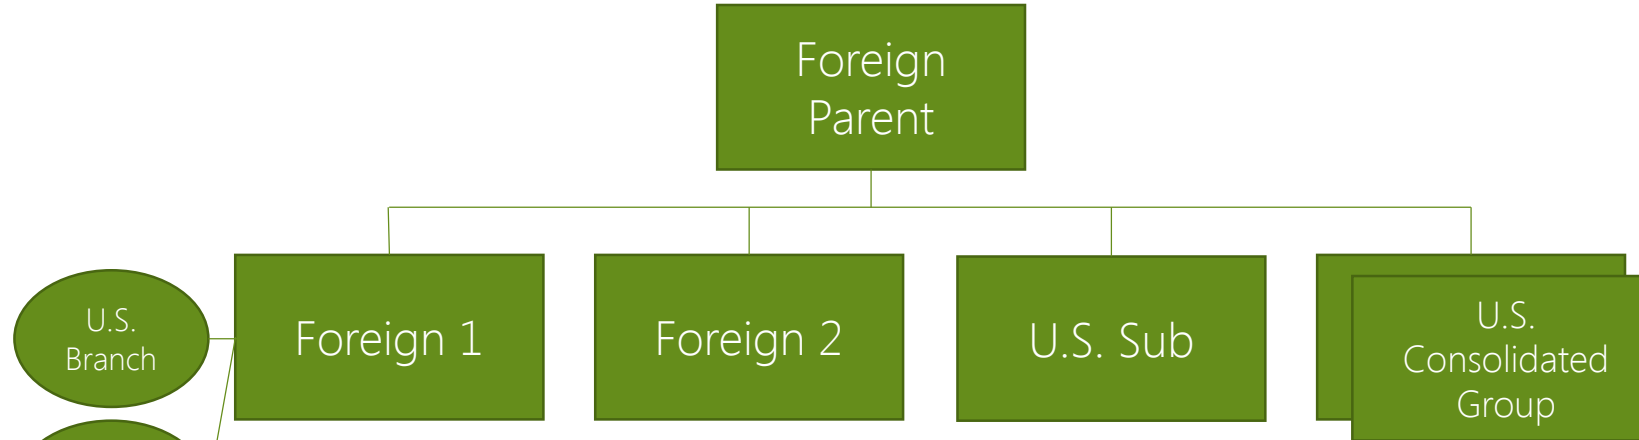 Foreign
Parent
U.S.
Branch
Foreign 1
Foreign 2
U.S. Sub
U.S.
Consolidated
Group